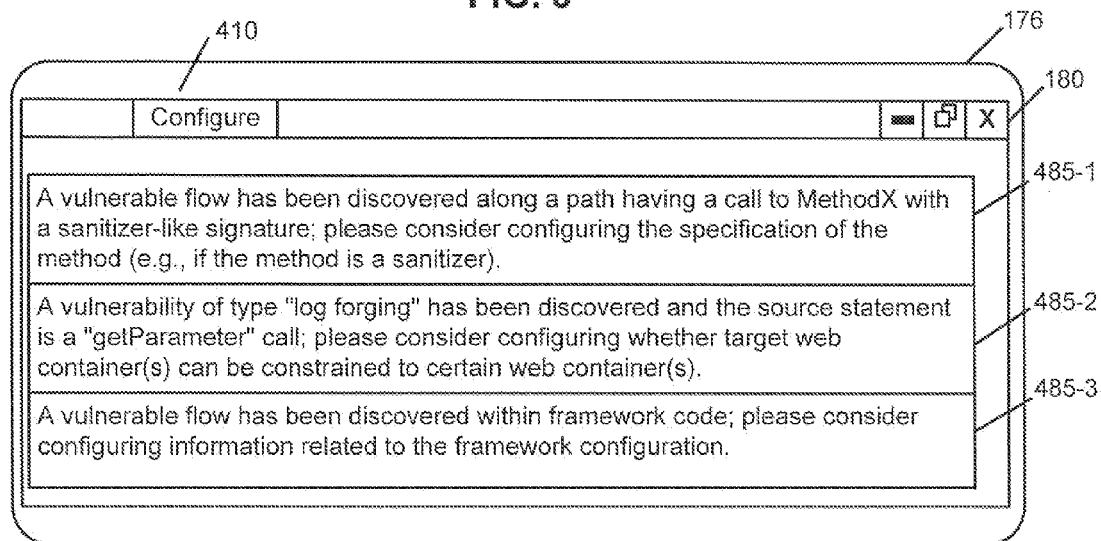 410
176
180
Configure
X
485-1
A vulnerable flow has been discovered along a path having a call to MethodX with
a sanitizer-like signature; please consider configuring the specification of the
method (e.g., if the method is a sanitizer).
485-2
A vulnerability of type "log forging" has been discovered and the source statement
is a "getParameter" call; please consider configuring whether target web
container(s) can be constrained to certain web container(s).
485-3
A vulnerable flow has been discovered within framework code; please consider
configuring information related to the framework configuration.